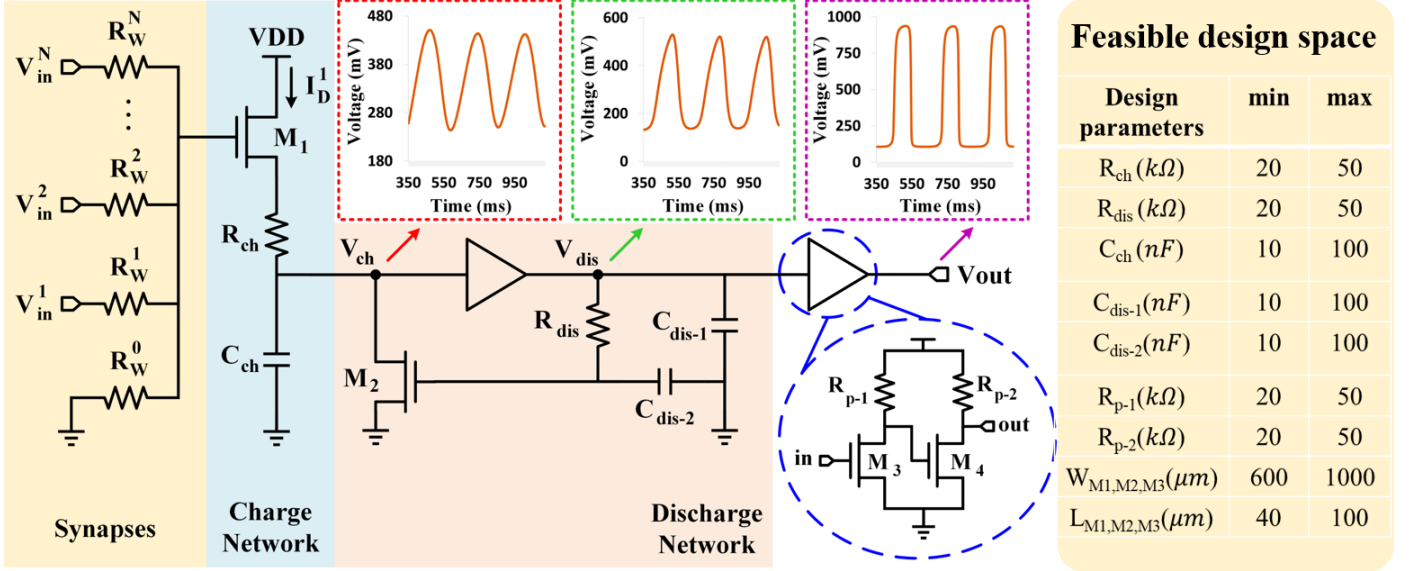 R_W^N
V_in^N
⋮
R_W^2
V_in^2
R_W^1
V_in^1
R_W^0
Synapses
VDD
I_D^1
M_1
R_ch
C_ch
Charge
Network
480
380
280
180
Voltage (mV)
350 550 750 950
Time (ms)
600
400
200
0
Voltage (mV)
350 550 750 950
Time (ms)
1000
750
500
250
0
Voltage (mV)
350 550 750 950
Time (ms)
V_ch
V_dis
Vout
R_dis
C_dis-1
M_2
C_dis-2
Discharge
Network
R_p-1
R_p-2
out
in
M_3
M_4
Feasible design space
Design parameters min max
R_ch (kΩ) 20 50
R_dis (kΩ) 20 50
C_ch (nF) 10 100
C_dis-1(nF) 10 100
C_dis-2(nF) 10 100
R_p-1(kΩ) 20 50
R_p-2(kΩ) 20 50
W_M1,M2,M3(μm) 600 1000
L_M1,M2,M3(μm) 40 100